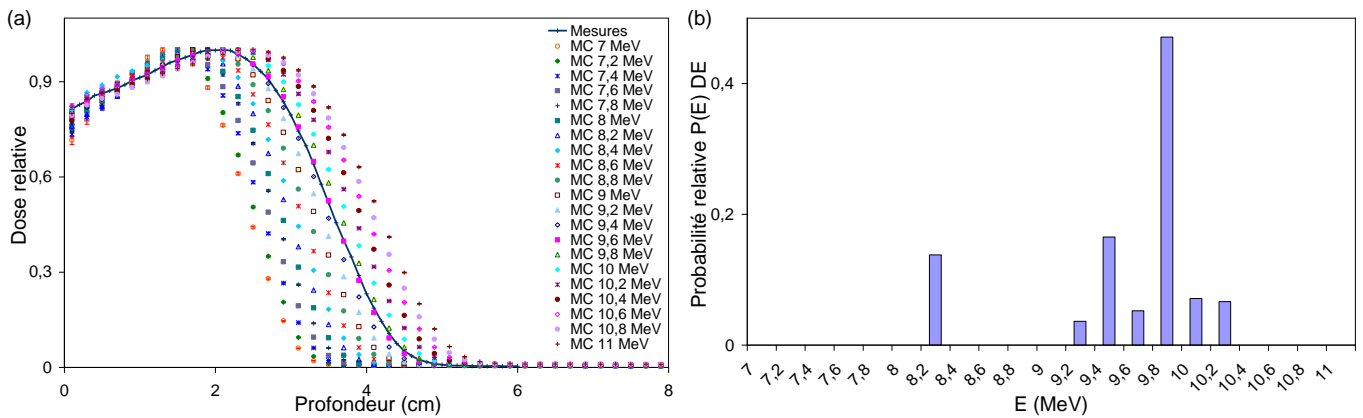 (a)
Dose relative
0,9
0,6
0,3
0
0
2
4
6
8
Profondeur (cm)
Mesures
MC 7 MeV
MC 7,2 MeV
MC 7,4 MeV
MC 7,6 MeV
MC 7,8 MeV
MC 8 MeV
MC 8,2 MeV
MC 8,4 MeV
MC 8,6 MeV
MC 8,8 MeV
MC 9 MeV
MC 9,2 MeV
MC 9,4 MeV
MC 9,6 MeV
MC 9,8 MeV
MC 10 MeV
MC 10,2 MeV
MC 10,4 MeV
MC 10,6 MeV
MC 10,8 MeV
MC 11 MeV
(b)
Probabilité relative P(E) DE
0,4
0,2
0
7
7,2
7,4
7,6
7,8
8
8,2
8,4
8,6
8,8
9
9,2
9,4
9,6
9,8
10
10,2
10,4
10,6
10,8
11
E (MeV)